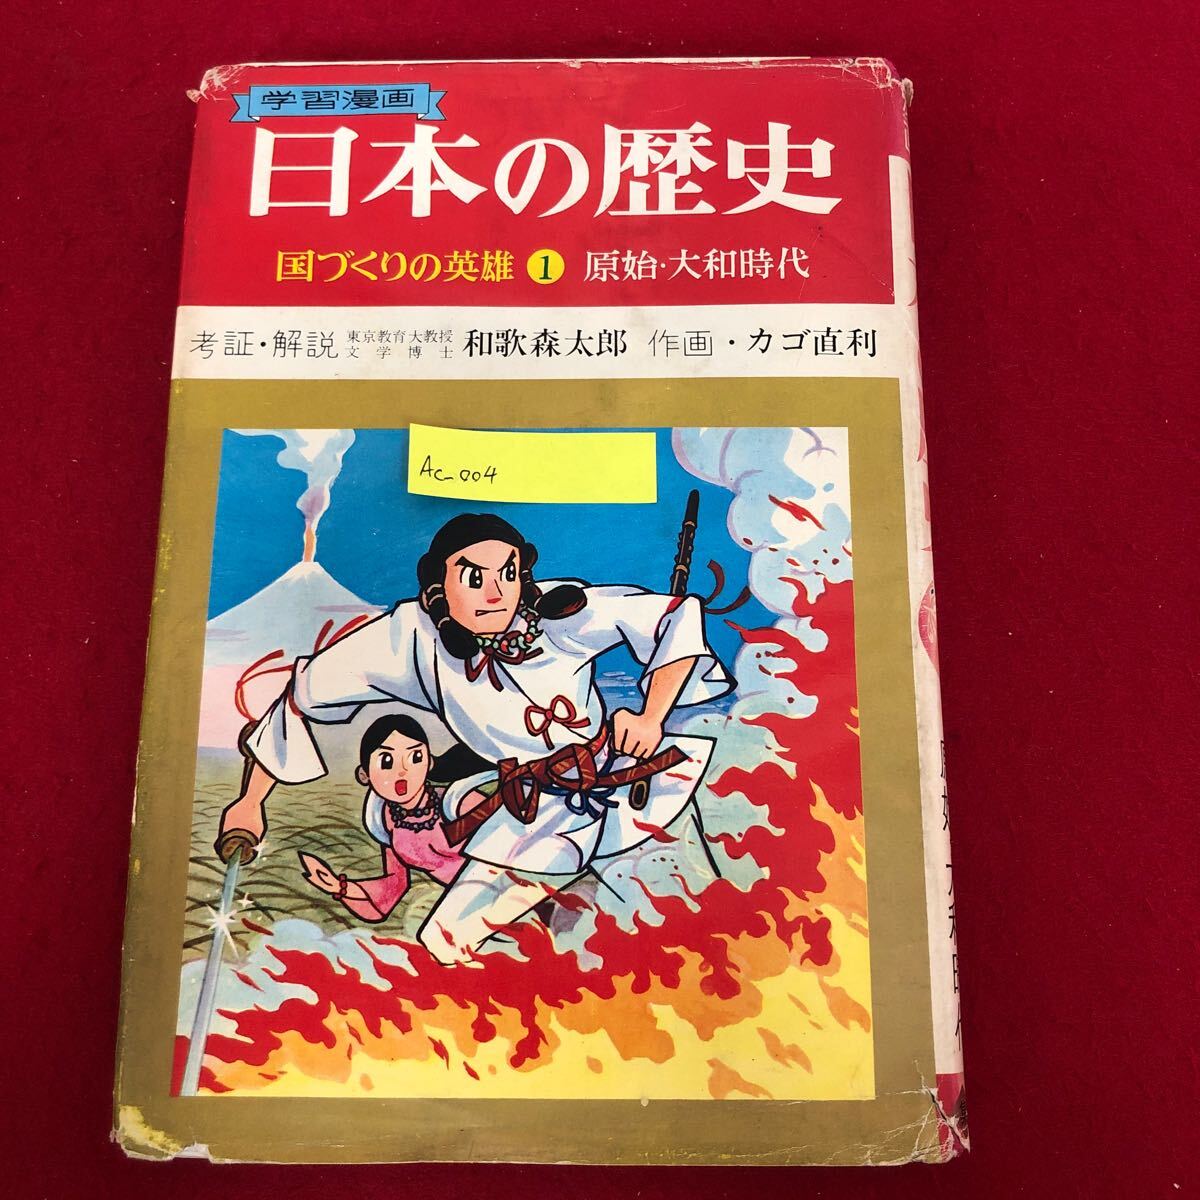 学習漫画
日本の歴史
国づくりの英雄 1 原始・大和時代
考証・解説 東京教育大教授 文学博士 和歌森太郎 作画・カゴ直利
Ac-004